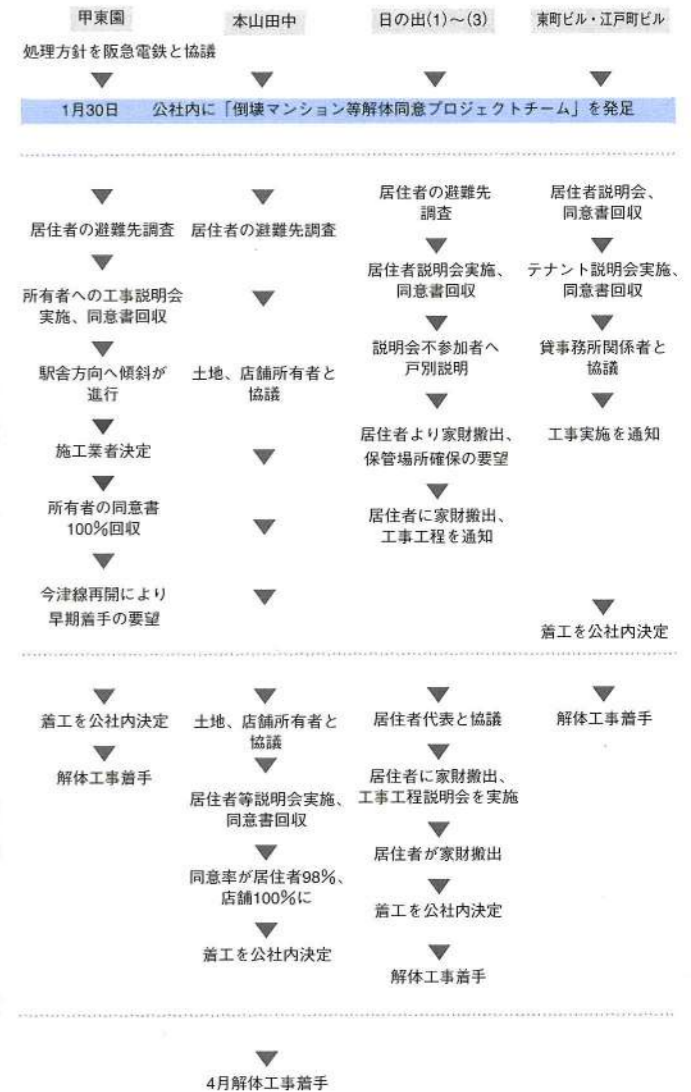 甲東園
本山田中
日の出(1)～(3)
東町ビル・江戸町ビル
処理方針を阪急電鉄と協議
▼
▼
▼
▼
1月30日 公社内に「倒壊マンション等解体同意プロジェクトチーム」を発足
▼
居住者の避難先調査
▼
所有者への工事説明会
実施、同意書回収
▼
駅舎方向へ傾斜が
進行
▼
施工業者決定
▼
所有者の同意書
100%回収
▼
今津線再開により
早期着手の要望
▼
居住者の避難先調査
▼
土地、店舗所有者と
協議
▼
▼
▼
居住者の避難先
調査
▼
居住者説明会実施、
同意書回収
▼
説明会不参加者へ
戸別説明
▼
居住者より家財搬出、
保管場所確保の要望
▼
居住者に家財搬出、
工事工程を通知
居住者説明会、
同意書回収
▼
テナント説明会実施、
同意書回収
▼
貸事務所関係者と
協議
▼
工事実施を通知
▼
着工を公社内決定
▼
着工を公社内決定
▼
解体工事着手
▼
土地、店舗所有者と
協議
▼
居住者等説明会実施、
同意書回収
▼
同意率が居住者98%、
店舗100%に
▼
着工を公社内決定
▼
居住者代表と協議
▼
居住者に家財搬出、
工事工程説明会を実施
▼
居住者が家財搬出
▼
着工を公社内決定
▼
解体工事着手
▼
解体工事着手
▼
4月解体工事着手